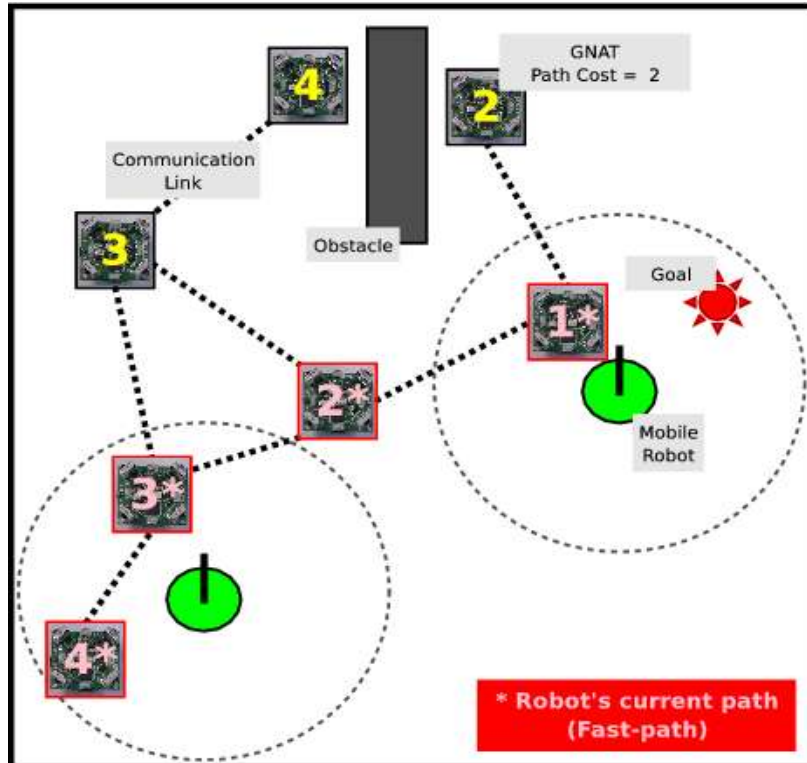 4
GNAT
Path Cost = 2
2
Communication
Link
3
Obstacle
Goal
1*
2*
Mobile
Robot
3*
4*
* Robot's current path
(Fast-path)